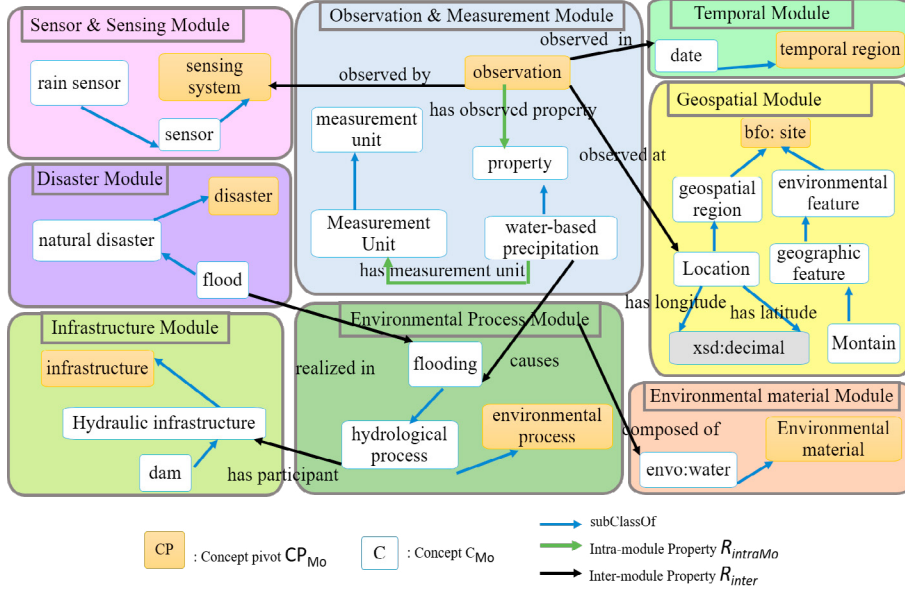 Sensor & Sensing Module
rain sensor
sensing
system
sensor
Observation & Measurement Module
observed in
observed by
observation
has observed property
measurement
unit
property
observed at
Measurement
Unit
water-based
precipitation
has measurement unit
Temporal Module
date
temporal region
Geospatial Module
bfo: site
geospatial
region
environmental
feature
Location
geographic
feature
has longitude
has latitude
xsd:decimal
Montain
Disaster Module
disaster
natural disaster
flood
Infrastructure Module
infrastructure
Hydraulic infrastructure
dam
realized in
has participant
Environmental Process Module
flooding
causes
hydrological
process
environmental
process
Environmental material Module
composed of
envo:water
Environmental
material
CP
: Concept pivot CPMo
C
: Concept CMo
subClassOf
Intra-module Property RintraMo
Inter-module Property Rinter